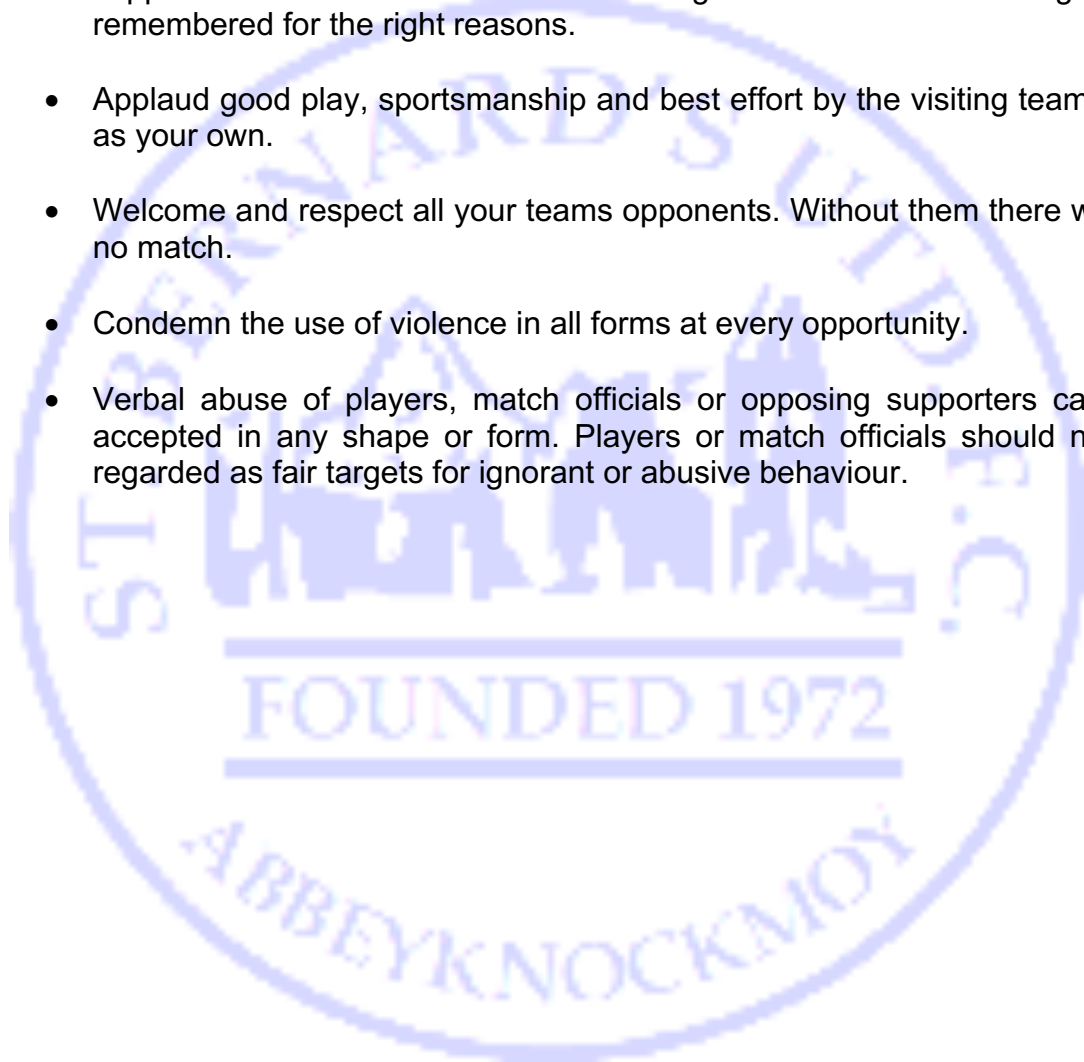 remembered for the right reasons.
• Applaud good play, sportsmanship and best effort by the visiting team
as your own.
• Welcome and respect all your teams opponents. Without them there
no match.
• Condemn the use of violence in all forms at every opportunity.
• Verbal abuse of players, match officials or opposing supporters
accepted in any shape or form. Players or match officials should
regarded as fair targets for ignorant or abusive behaviour.
ST. BERNARD'S UTD. F.C.
FOUNDED 1972
ABBEYKNOCKMOY